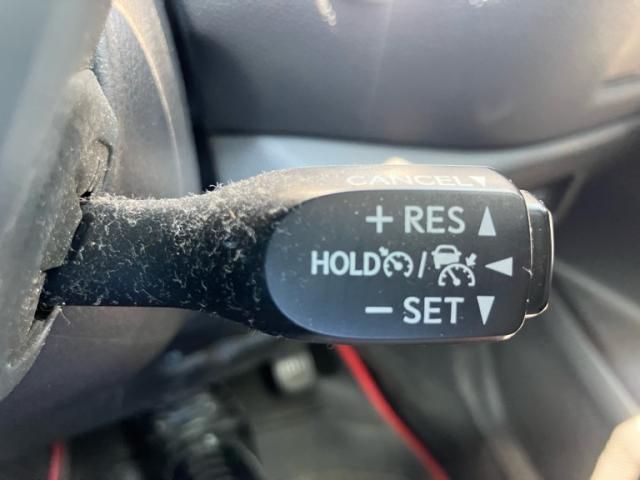 CANCEL▼
+ RES ▲
HOLD / ◄
− SET ▼